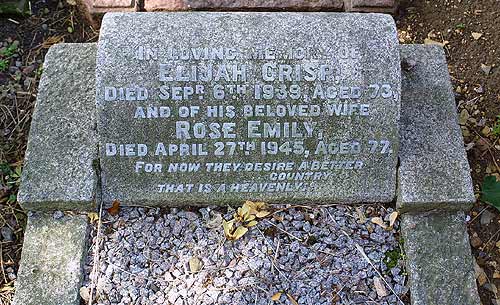 IN LOVING MEMORY OF
ELIJAH CRISP,
DIED SEPR 6TH 1939, AGED 73,
AND OF HIS BELOVED WIFE
ROSE EMILY,
DIED APRIL 27TH 1945, AGED 77.
FOR NOW THEY DESIRE A BETTER
COUNTRY
THAT IS A HEAVENLY.